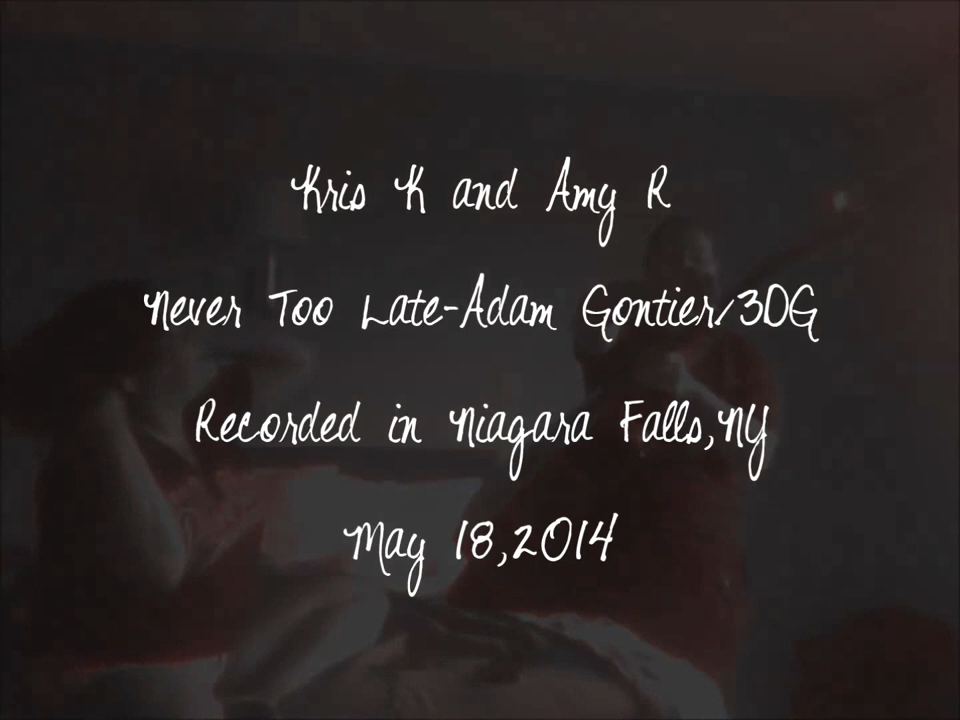 Kris K and Amy R
Never Too Late-Adam Gontier/3DG
Recorded in Niagara Falls,NY
May 18,2014